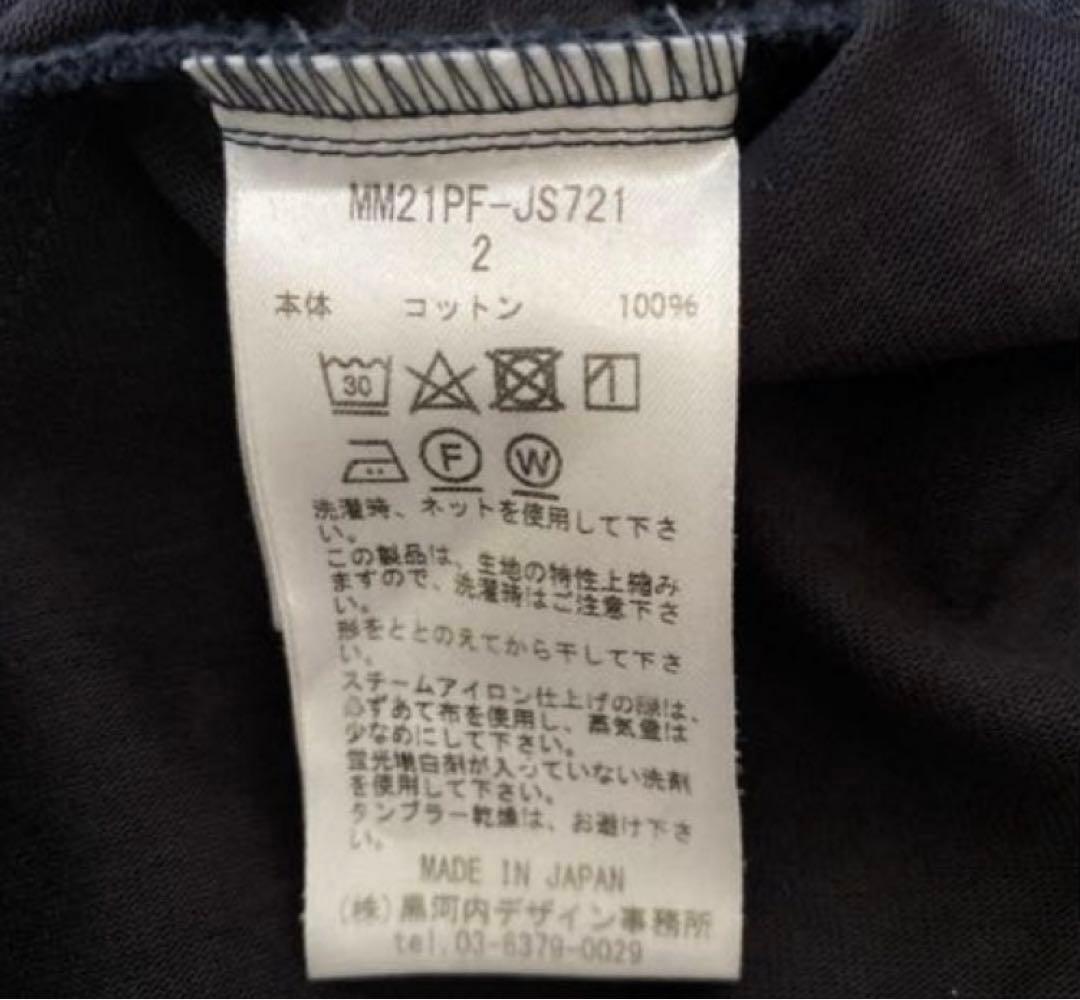 MM21PF-JS721
2
本体 コットン 100%
30
F W
洗濯時、ネットを使用して下さ
い。
この製品は、生地の特性上縮み
ますので、洗濯時はご注意下さ
い。
形をととのえてから干して下さ
い。
スチームアイロン仕上げの際は、
必ずあて布を使用し、蒸気量は
少なめにして下さい。
蛍光増白剤が入っていない洗剤
を使用して下さい。
タンブラー乾燥は、お避け下さ
い。
MADE IN JAPAN
(株)黒河内デザイン事務所
tel.03-6379-0029